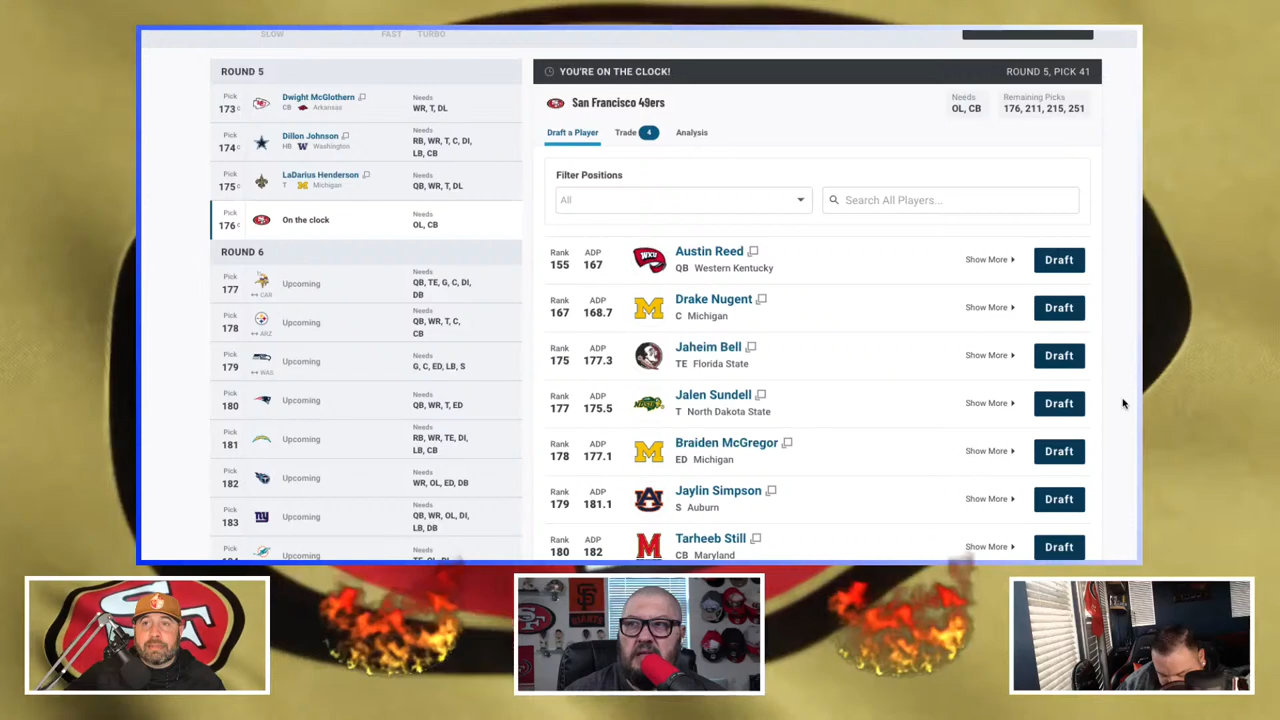 SLOW FAST TURBO
ROUND 5
Pick Dwight McGlothern Needs
173 c CB Arkansas WR, T, DL
Pick Dillon Johnson Needs
174 c HB Washington RB, WR, T, C, DI,
LB, CB
Pick LaDarius Henderson Needs
175 c T Michigan QB, WR, T, DL
Pick On the clock Needs
176 c OL, CB
ROUND 6
Pick Upcoming Needs
177 ↔ CAR QB, TE, G, C, DI,
DB
Pick Upcoming Needs
178 ↔ ARZ QB, WR, T, C,
CB
Pick Upcoming Needs
179 ↔ WAS G, C, ED, LB, S
Pick Upcoming Needs
180 QB, WR, T, ED
Pick Upcoming Needs
181 RB, WR, TE, DI,
LB, CB
Pick Upcoming Needs
182 WR, OL, ED, DB
Pick Upcoming Needs
183 QB, WR, OL, DI,
LB, DB
Pick Upcoming Needs
YOU'RE ON THE CLOCK! ROUND 5, PICK 41
San Francisco 49ers Needs Remaining Picks
OL, CB 176, 211, 215, 251
Draft a Player Trade 4 Analysis
Filter Positions
All Search All Players...
Rank ADP Austin Reed Show More Draft
155 167 WKU QB Western Kentucky
Rank ADP Drake Nugent Show More Draft
167 168.7 M C Michigan
Rank ADP Jaheim Bell Show More Draft
175 177.3 TE Florida State
Rank ADP Jalen Sundell Show More Draft
177 175.5 T North Dakota State
Rank ADP Braiden McGregor Show More Draft
178 177.1 M ED Michigan
Rank ADP Jaylin Simpson Show More Draft
179 181.1 S Auburn
Rank ADP Tarheeb Still Show More Draft
180 182 M CB Maryland
SF
GIANTS